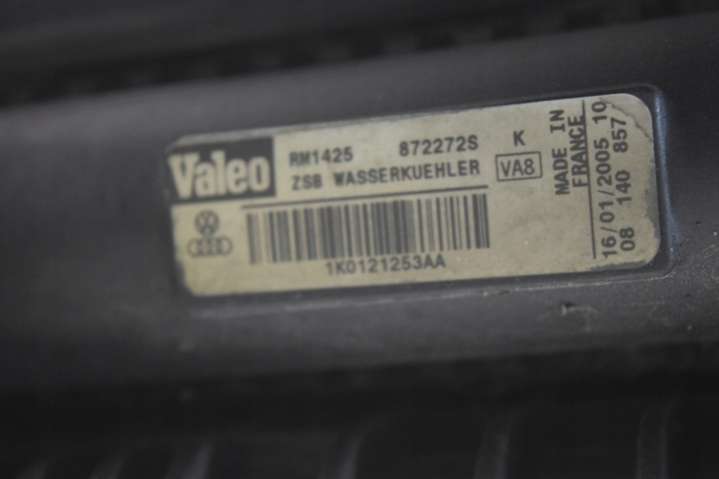 Valeo
RM1425 872272S K
ZSB WASSERKUEHLER VA8
1K0121253AA
MADE IN
FRANCE
16/01/2005 10
08 140 857